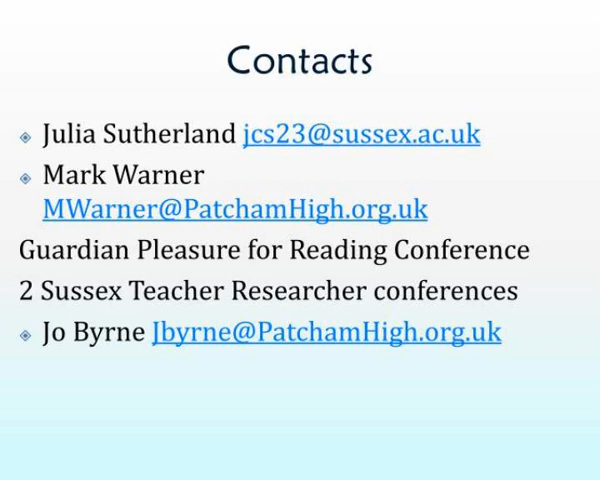 Contacts
Julia Sutherland jcs23@sussex.ac.uk
Mark Warner
MWarner@PatchamHigh.org.uk
Guardian Pleasure for Reading Conference
2 Sussex Teacher Researcher conferences
Jo Byrne Jbyrne@PatchamHigh.org.uk